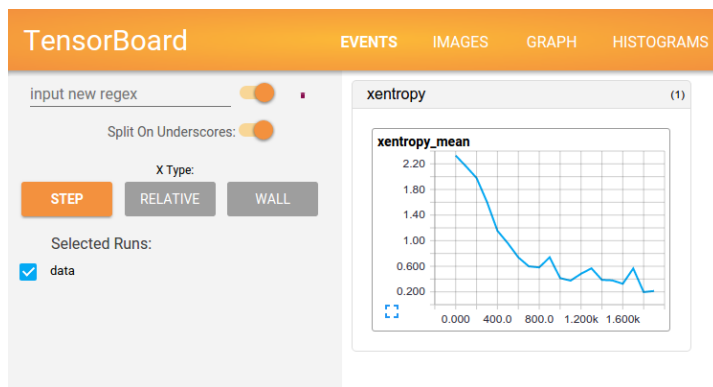 TensorBoard
EVENTS IMAGES GRAPH HISTOGRAMS
input new regex
Split On Underscores:
X Type:
STEP RELATIVE WALL
Selected Runs:
data
xentropy (1)
xentropy_mean
2.20
1.80
1.40
1.00
0.600
0.200
0.000 400.0 800.0 1.200k 1.600k